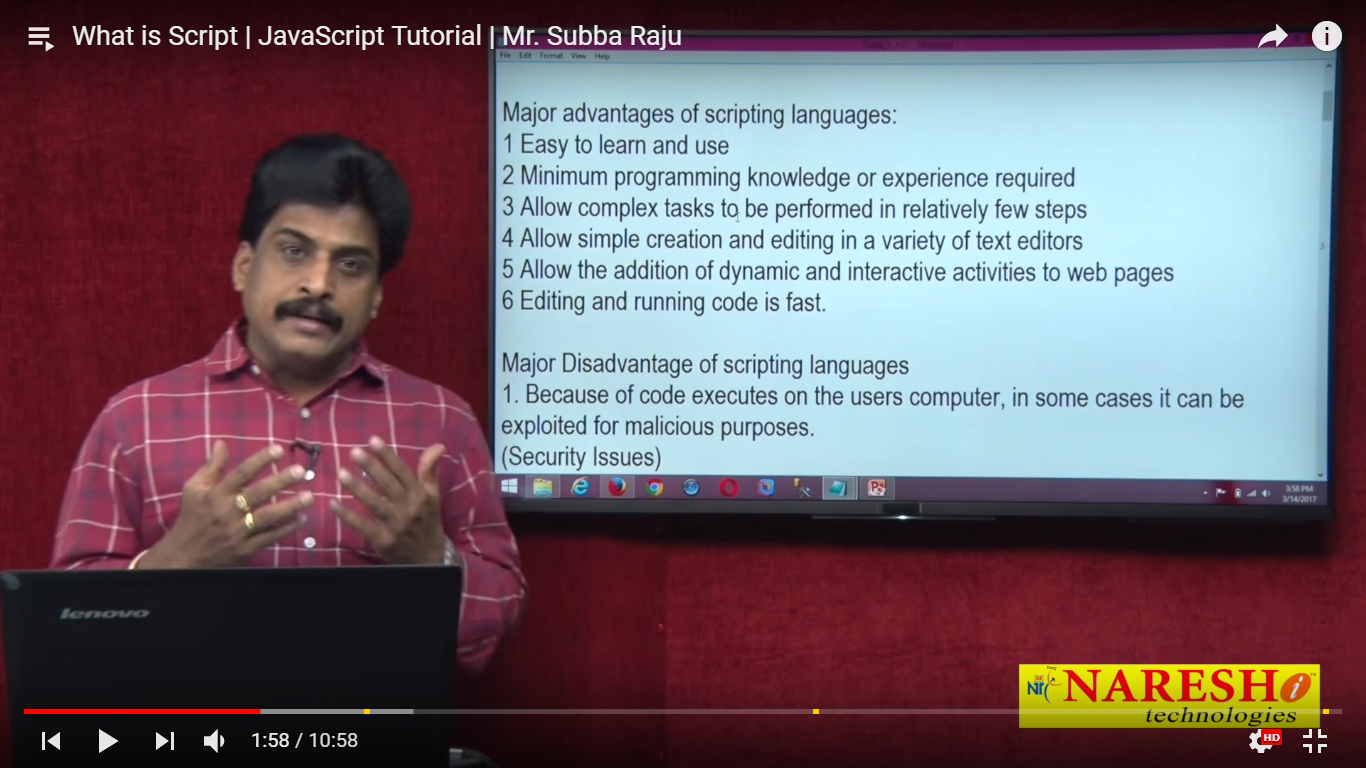 What is Script | JavaScript Tutorial | Mr. Subba Raju
File Edit Format View Help
Major advantages of scripting languages:
1 Easy to learn and use
2 Minimum programming knowledge or experience required
3 Allow complex tasks to be performed in relatively few steps
4 Allow simple creation and editing in a variety of text editors
5 Allow the addition of dynamic and interactive activities to web pages
6 Editing and running code is fast.
Major Disadvantage of scripting languages
1. Because of code executes on the users computer, in some cases it can be
exploited for malicious purposes.
(Security Issues)
3:58 PM
3/14/2017
lenovo
NARESH i
technologies
1:58 / 10:58
HD